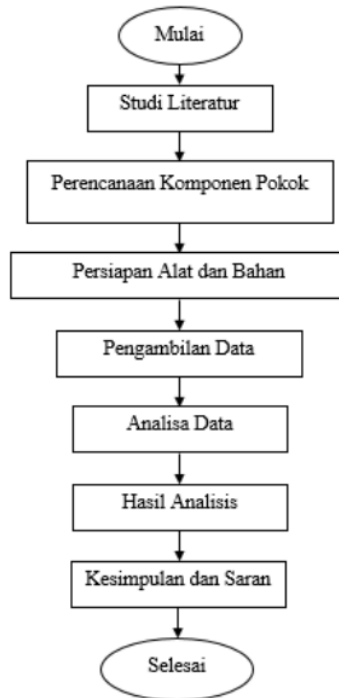 Mulai
Studi Literatur
Perencanaan Komponen Pokok
Persiapan Alat dan Bahan
Pengambilan Data
Analisa Data
Hasil Analisis
Kesimpulan dan Saran
Selesai